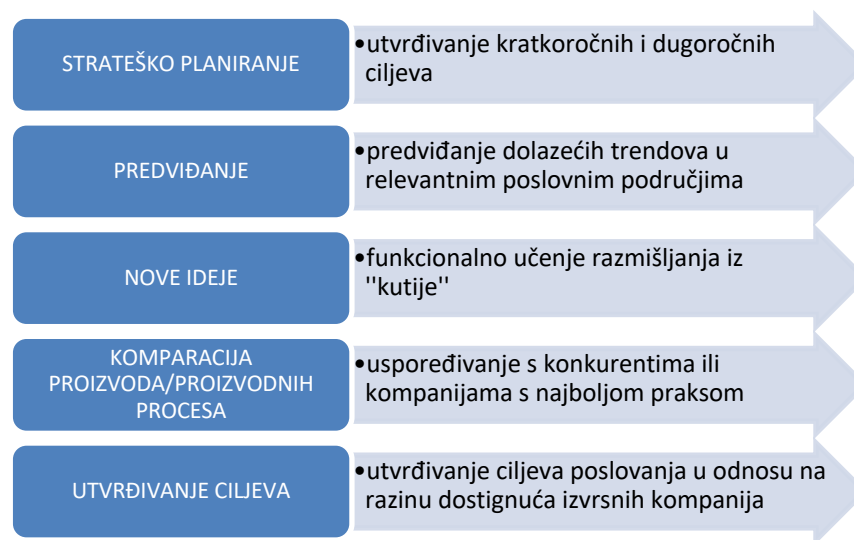 STRATEŠKO PLANIRANJE
•utvrđivanje kratkoročnih i dugoročnih
ciljeva
PREDVIĐANJE
•predviđanje dolazećih trendova u
relevantnim poslovnim područjima
NOVE IDEJE
•funkcionalno učenje razmišljanja iz
''kutije''
KOMPARACIJA
PROIZVODA/PROIZVODNIH
PROCESA
•uspoređivanje s konkurentima ili
kompanijama s najboljom praksom
UTVRĐIVANJE CILJEVA
•utvrđivanje ciljeva poslovanja u odnosu na
razinu dostignuća izvrsnih kompanija